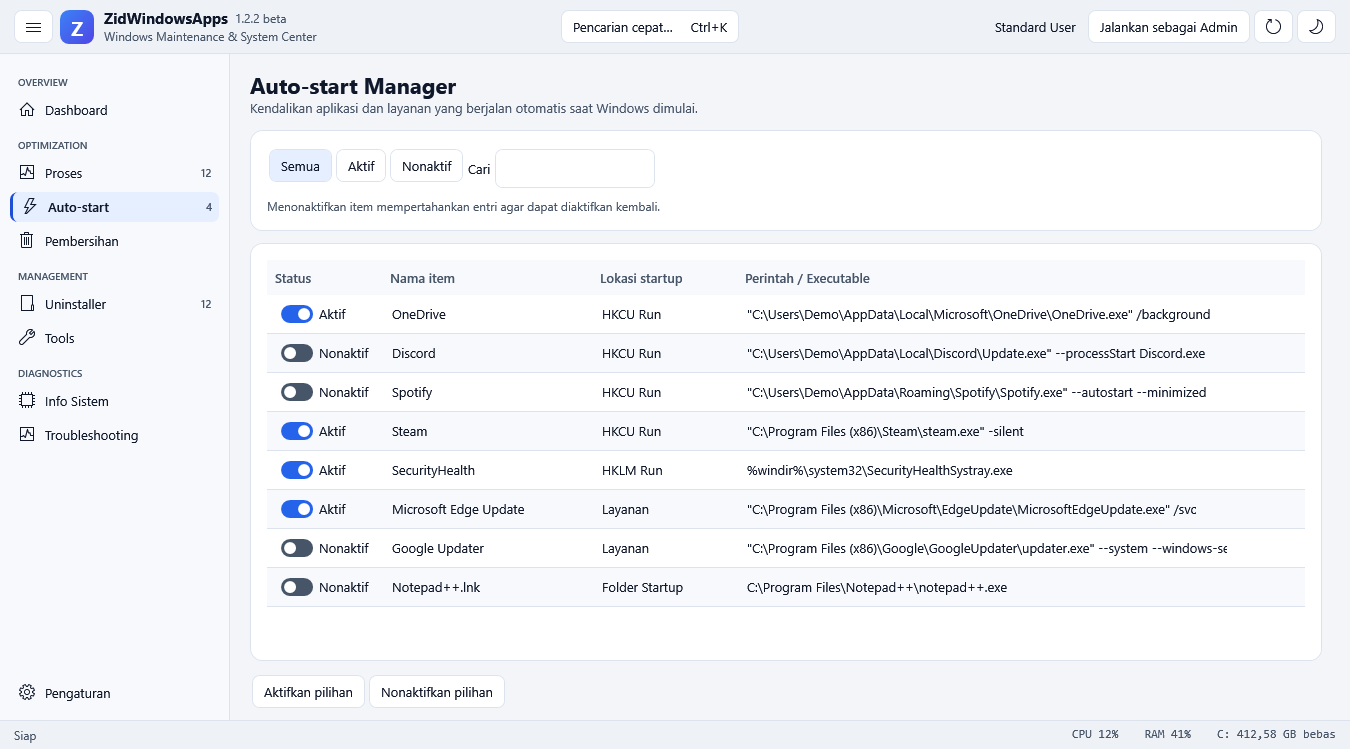 Z ZidWindowsApps 1.2.2 beta
Windows Maintenance & System Center
Pencarian cepat... Ctrl+K
Standard User
Jalankan sebagai Admin
OVERVIEW
Dashboard
OPTIMIZATION
Proses 12
Auto-start 4
Pembersihan
MANAGEMENT
Uninstaller 12
Tools
DIAGNOSTICS
Info Sistem
Troubleshooting
Pengaturan
Auto-start Manager
Kendalikan aplikasi dan layanan yang berjalan otomatis saat Windows dimulai.
Semua Aktif Nonaktif Cari
Menonaktifkan item mempertahankan entri agar dapat diaktifkan kembali.
Status Nama item Lokasi startup Perintah / Executable
Aktif OneDrive HKCU Run "C:\Users\Demo\AppData\Local\Microsoft\OneDrive\OneDrive.exe" /background
Nonaktif Discord HKCU Run "C:\Users\Demo\AppData\Local\Discord\Update.exe" --processStart Discord.exe
Nonaktif Spotify HKCU Run "C:\Users\Demo\AppData\Roaming\Spotify\Spotify.exe" --autostart --minimized
Aktif Steam HKCU Run "C:\Program Files (x86)\Steam\steam.exe" -silent
Aktif SecurityHealth HKLM Run %windir%\system32\SecurityHealthSystray.exe
Aktif Microsoft Edge Update Layanan "C:\Program Files (x86)\Microsoft\EdgeUpdate\MicrosoftEdgeUpdate.exe" /svc
Nonaktif Google Updater Layanan "C:\Program Files (x86)\Google\GoogleUpdater\updater.exe" --system --windows-se
Nonaktif Notepad++.lnk Folder Startup C:\Program Files\Notepad++\notepad++.exe
Aktifkan pilihan Nonaktifkan pilihan
Siap
CPU 12% RAM 41% C: 412,58 GB bebas